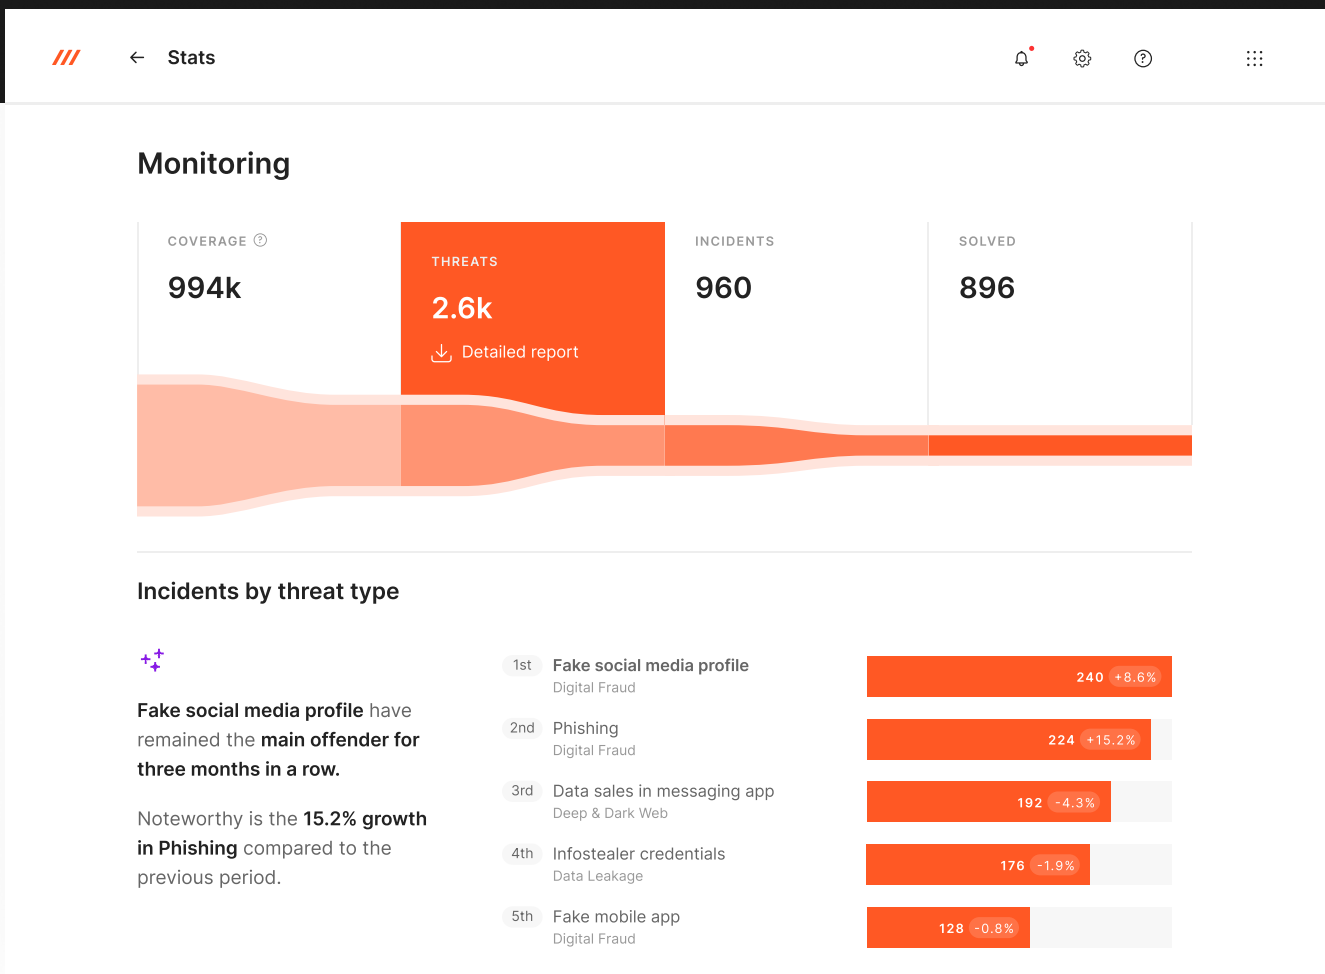 Stats
Monitoring
COVERAGE ?
994k
THREATS
2.6k
Detailed report
INCIDENTS
960
SOLVED
896
Incidents by threat type
Fake social media profile have
remained the main offender for
three months in a row.
Noteworthy is the 15.2% growth
in Phishing compared to the
previous period.
1st Fake social media profile
Digital Fraud
240 +8.6%
2nd Phishing
Digital Fraud
224 +15.2%
3rd Data sales in messaging app
Deep & Dark Web
192 -4.3%
4th Infostealer credentials
Data Leakage
176 -1.9%
5th Fake mobile app
Digital Fraud
128 -0.8%